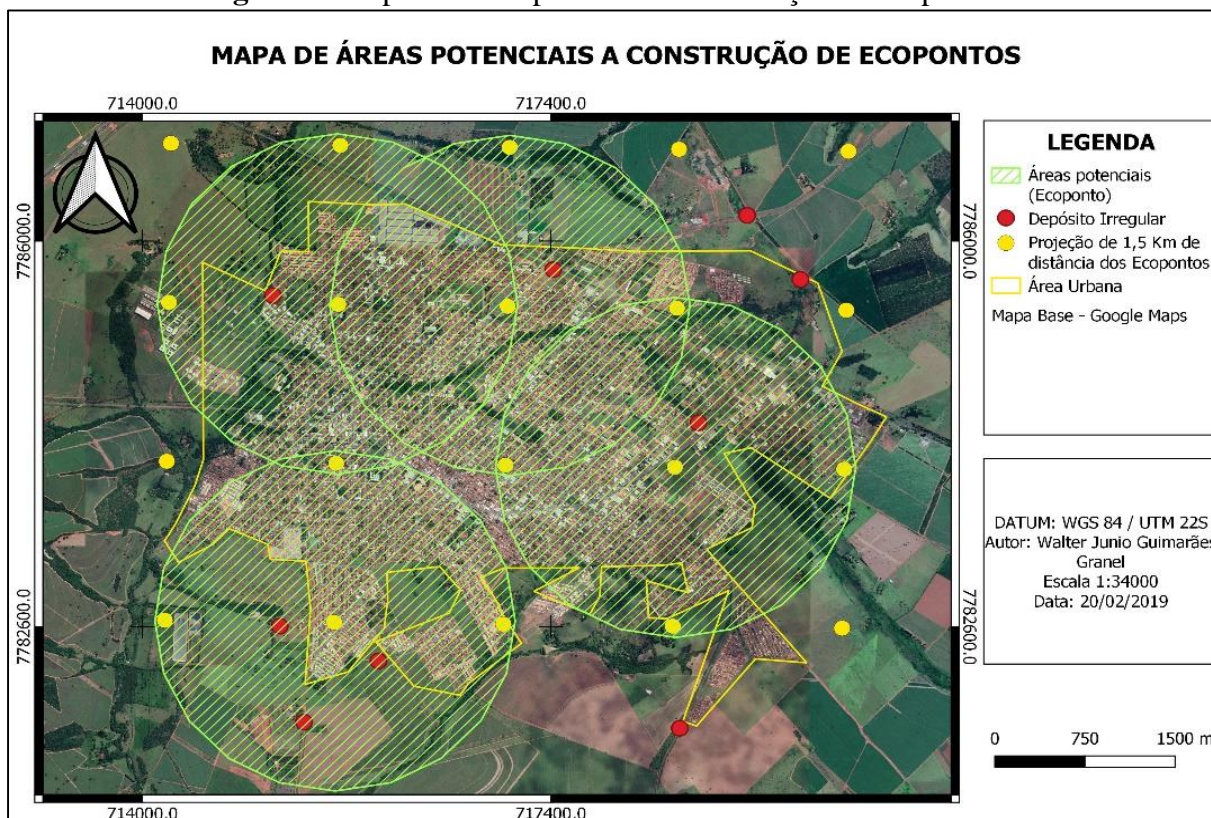 MAPA DE ÁREAS POTENCIAIS A CONSTRUÇÃO DE ECOPONTOS
714000.0 717400.0
7786000.0 7786000.0
7782600.0 7782600.0
714000.0 717400.0
LEGENDA
Áreas potenciais
(Ecoponto)
Depósito Irregular
Projeção de 1,5 Km de
distância dos Ecopontos
Área Urbana
Mapa Base - Google Maps
DATUM: WGS 84 / UTM 22S
Autor: Walter Junio Guimarães
Granel
Escala 1:34000
Data: 20/02/2019
0 750 1500 m